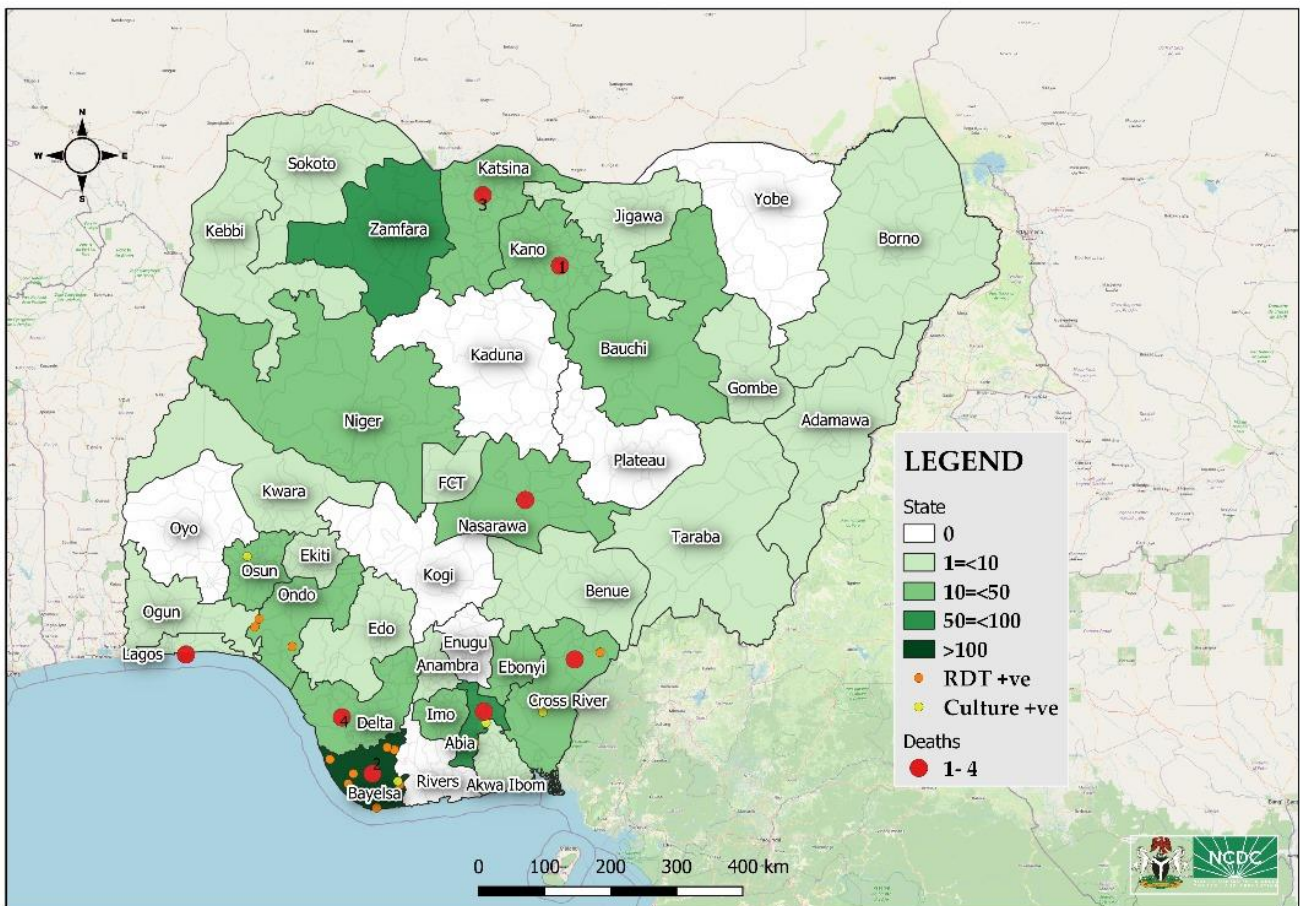 N
W E
S
Sokoto
Katsina
3
Kebbi
Zamfara
Jigawa
Yobe
Borno
Kano
1
Kaduna
Bauchi
Gombe
Niger
Adamawa
Plateau
FCT
Kwara
Nasarawa
Oyo
Taraba
Osun
Ekiti
Kogi
Ondo
Benue
Ogun
Edo
Enugu
Lagos
Anambra
Ebonyi
Cross River
4
Delta
Imo
Abia
2
Bayelsa
Rivers
Akwa Ibom
LEGEND
State
0
1=<10
10=<50
50=<100
>100
RDT +ve
Culture +ve
Deaths
1- 4
0 100 200 300 400 km
NCDC